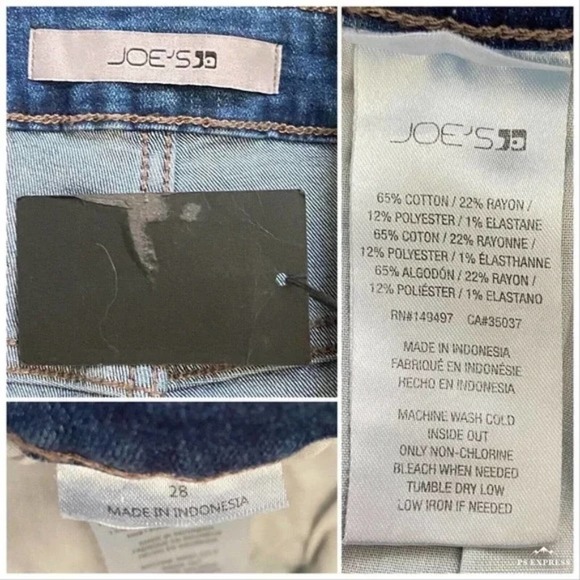 JOE'S
JOE'S
65% COTTON / 22% RAYON /
12% POLYESTER / 1% ELASTANE
65% COTON / 22% RAYONNE /
12% POLYESTER / 1% ÉLASTHANNE
65% ALGODÓN / 22% RAYON /
12% POLIÉSTER / 1% ELASTANO
RN#149497 CA#35037
MADE IN INDONESIA
FABRIQUÉ EN INDONÉSIE
HECHO EN INDONESIA
MACHINE WASH COLD
INSIDE OUT
ONLY NON-CHLORINE
BLEACH WHEN NEEDED
TUMBLE DRY LOW
LOW IRON IF NEEDED
28
MADE IN INDONESIA
PS EXPRESS